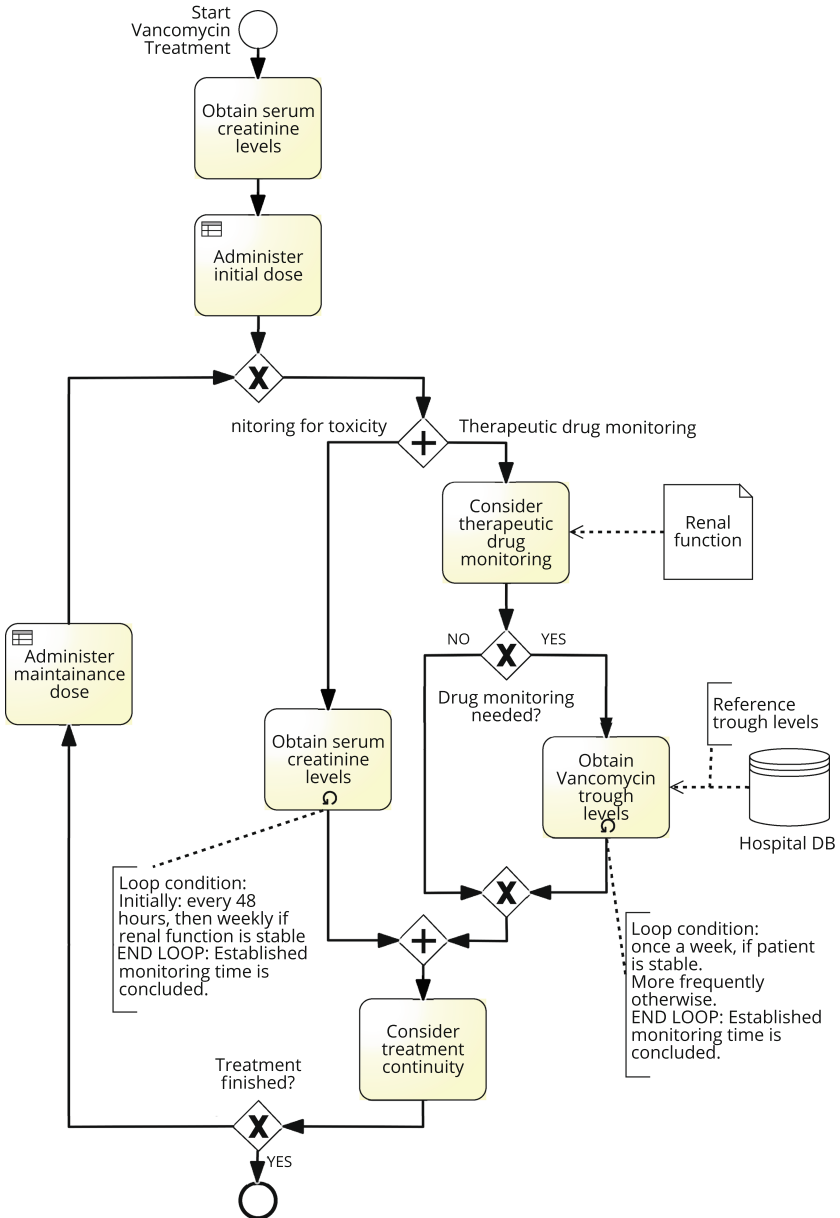 Start
Vancomycin
Treatment
Obtain serum
creatinine
levels
Administer
initial dose
nitoring for toxicity
Therapeutic drug monitoring
Consider
therapeutic
drug
monitoring
Renal
function
NO
YES
Drug monitoring
needed?
Administer
maintainance
dose
Obtain serum
creatinine
levels
Obtain
Vancomycin
trough
levels
Reference
trough levels
Hospital DB
Loop condition:
Initially: every 48
hours, then weekly if
renal function is stable
END LOOP: Established
monitoring time is
concluded.
Loop condition:
once a week, if patient
is stable.
More frequently
otherwise.
END LOOP: Established
monitoring time is
concluded.
Consider
treatment
continuity
Treatment
finished?
YES